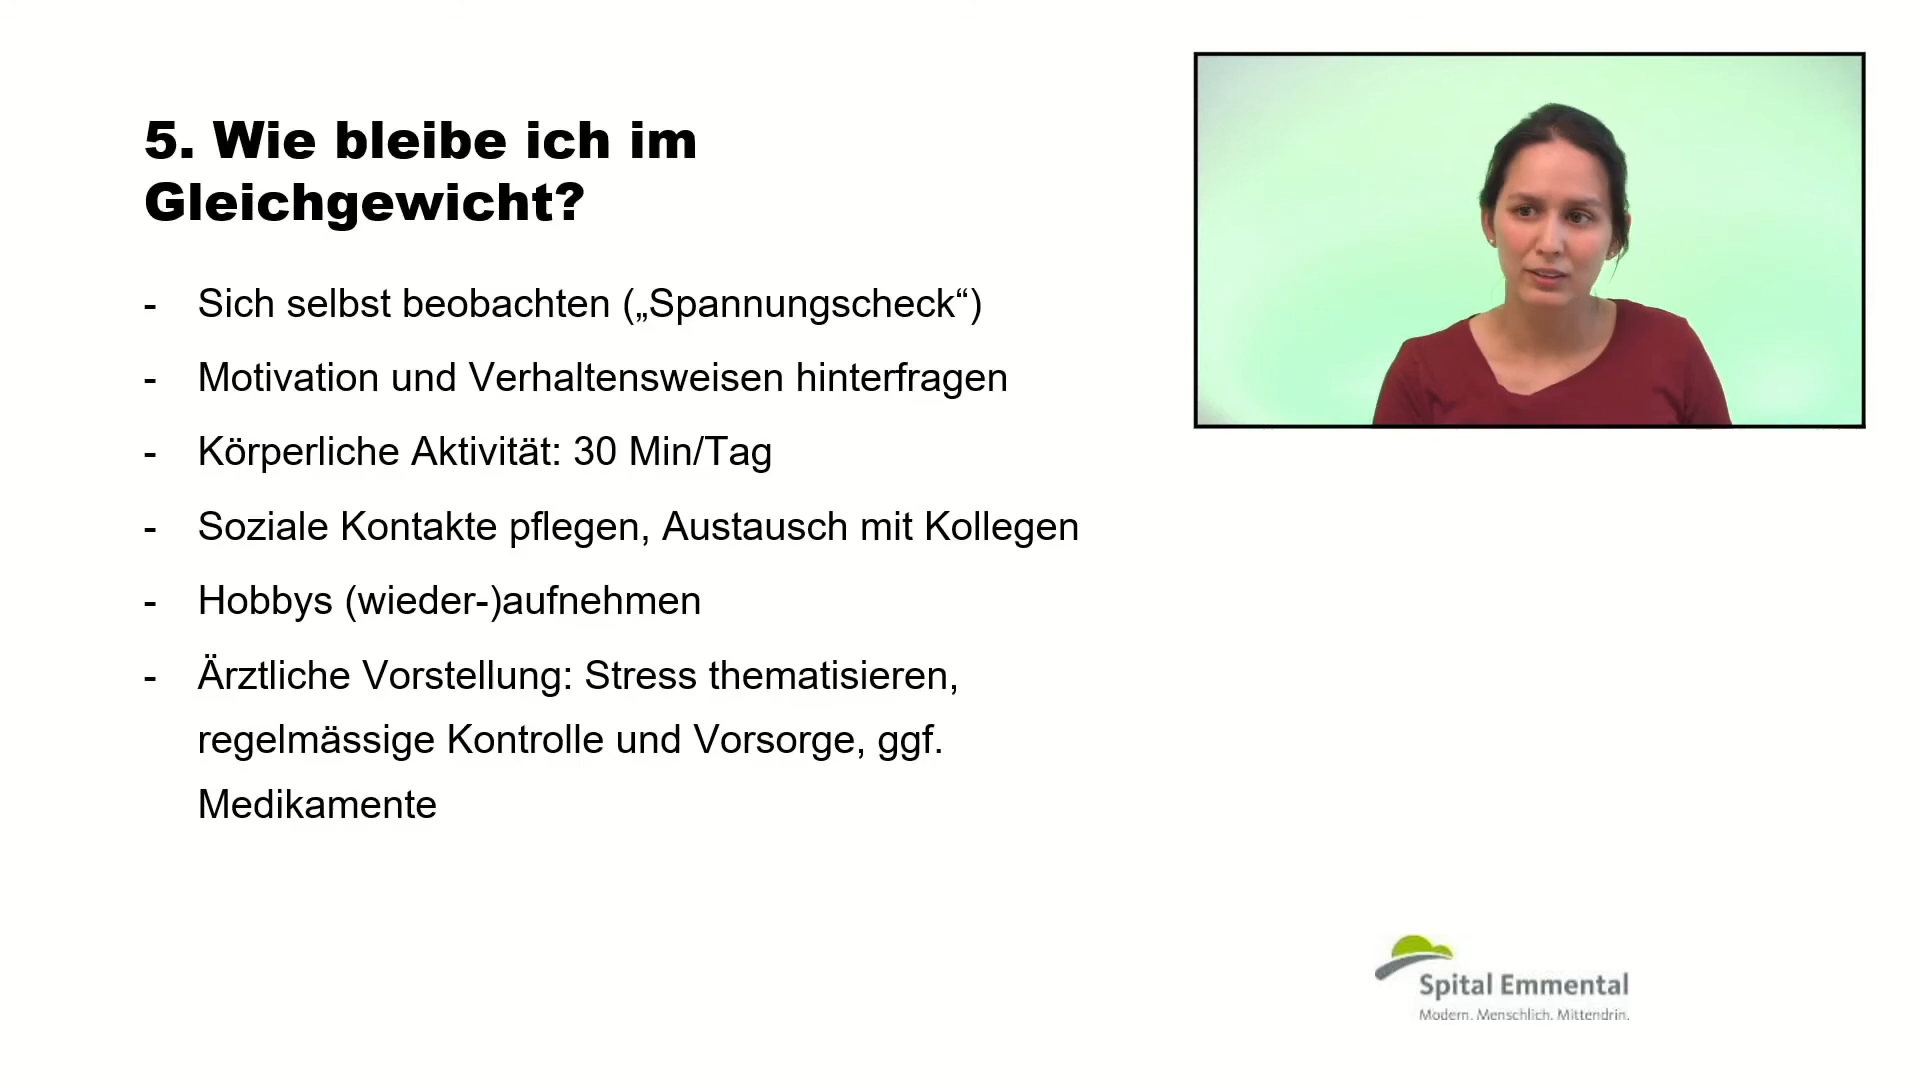 5. Wie bleibe ich im
Gleichgewicht?
- Sich selbst beobachten („Spannungscheck“)
- Motivation und Verhaltensweisen hinterfragen
- Körperliche Aktivität: 30 Min/Tag
- Soziale Kontakte pflegen, Austausch mit Kollegen
- Hobbys (wieder-)aufnehmen
- Ärztliche Vorstellung: Stress thematisieren,
regelmässige Kontrolle und Vorsorge, ggf.
Medikamente
Spital Emmental
Modern. Menschlich. Mittendrin.